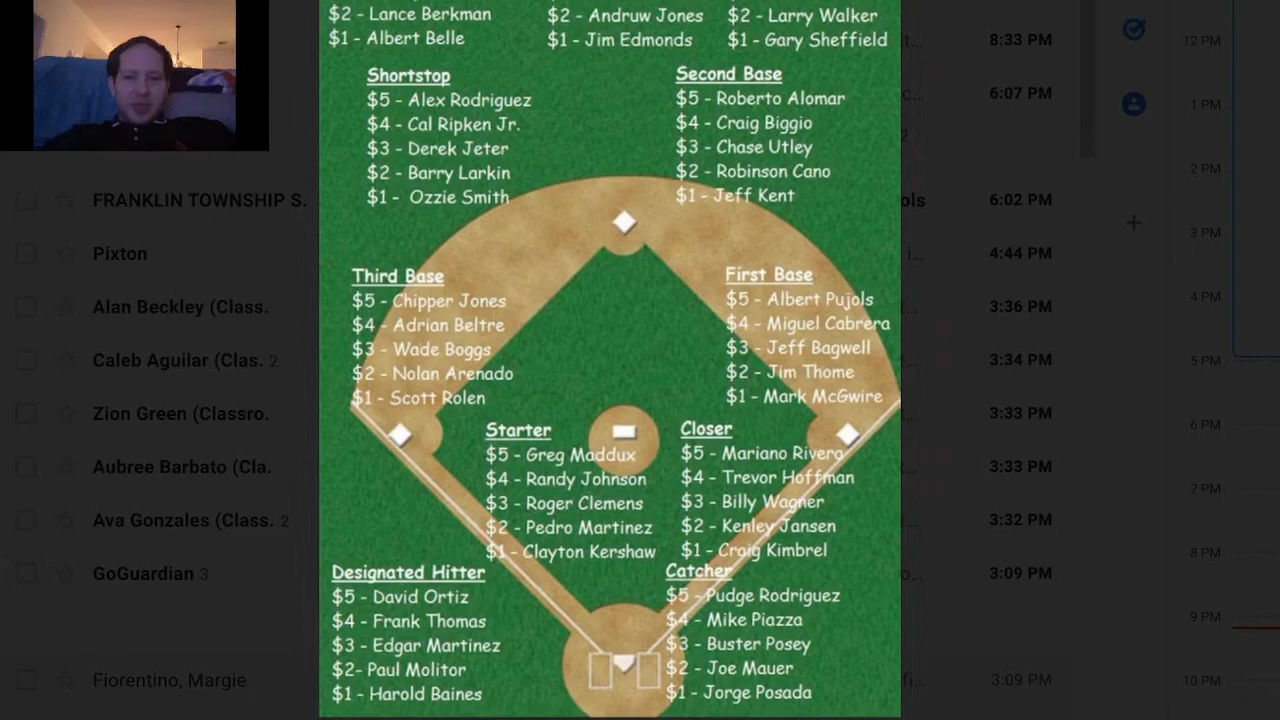 $2 - Lance Berkman
$1 - Albert Belle
$2 - Andruw Jones
$1 - Jim Edmonds
$2 - Larry Walker
$1 - Gary Sheffield
Shortstop
$5 - Alex Rodriguez
$4 - Cal Ripken Jr.
$3 - Derek Jeter
$2 - Barry Larkin
$1 - Ozzie Smith
Second Base
$5 - Roberto Alomar
$4 - Craig Biggio
$3 - Chase Utley
$2 - Robinson Cano
$1 - Jeff Kent
Third Base
$5 - Chipper Jones
$4 - Adrian Beltre
$3 - Wade Boggs
$2 - Nolan Arenado
$1 - Scott Rolen
First Base
$5 - Albert Pujols
$4 - Miguel Cabrera
$3 - Jeff Bagwell
$2 - Jim Thome
$1 - Mark McGwire
Starter
$5 - Greg Maddux
$4 - Randy Johnson
$3 - Roger Clemens
$2 - Pedro Martinez
$1 - Clayton Kershaw
Closer
$5 - Mariano Rivera
$4 - Trevor Hoffman
$3 - Billy Wagner
$2 - Kenley Jansen
$1 - Craig Kimbrel
Designated Hitter
$5 - David Ortiz
$4 - Frank Thomas
$3 - Edgar Martinez
$2- Paul Molitor
$1 - Harold Baines
Catcher
$5 - Pudge Rodriguez
$4 - Mike Piazza
$3 - Buster Posey
$2 - Joe Mauer
$1 - Jorge Posada
FRANKLIN TOWNSHIP S.
Pixton
Alan Beckley (Class.
Caleb Aguilar (Clas. 2
Zion Green (Classro.
Aubree Barbato (Cla.
Ava Gonzales (Class. 2
GoGuardian 3
Fiorentino, Margie
8:33 PM
6:07 PM
6:02 PM
4:44 PM
3:36 PM
3:34 PM
3:33 PM
3:33 PM
3:32 PM
3:09 PM
3:09 PM
12 PM
1 PM
2 PM
3 PM
4 PM
5 PM
6 PM
7 PM
8 PM
9 PM
10 PM